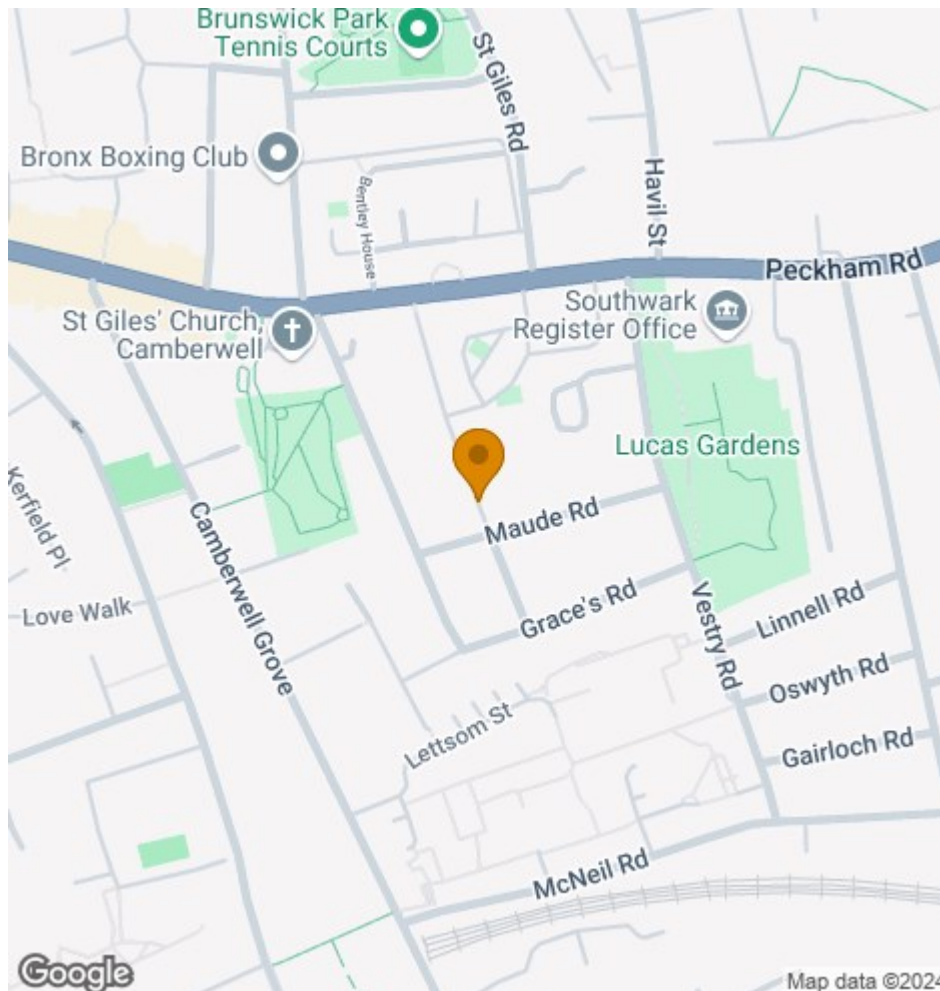 Brunswick Park
Tennis Courts
St Giles Rd
Bronx Boxing Club
Bentley House
Havil St
Peckham Rd
St Giles' Church,
Camberwell
Southwark
Register Office
Lucas Gardens
Kerfield Pl
Maude Rd
Camberwell Grove
Love Walk
Grace's Rd
Vestry Rd
Linnell Rd
Oswyth Rd
Lettsom St
Gairloch Rd
McNeil Rd
Google
Map data ©2024